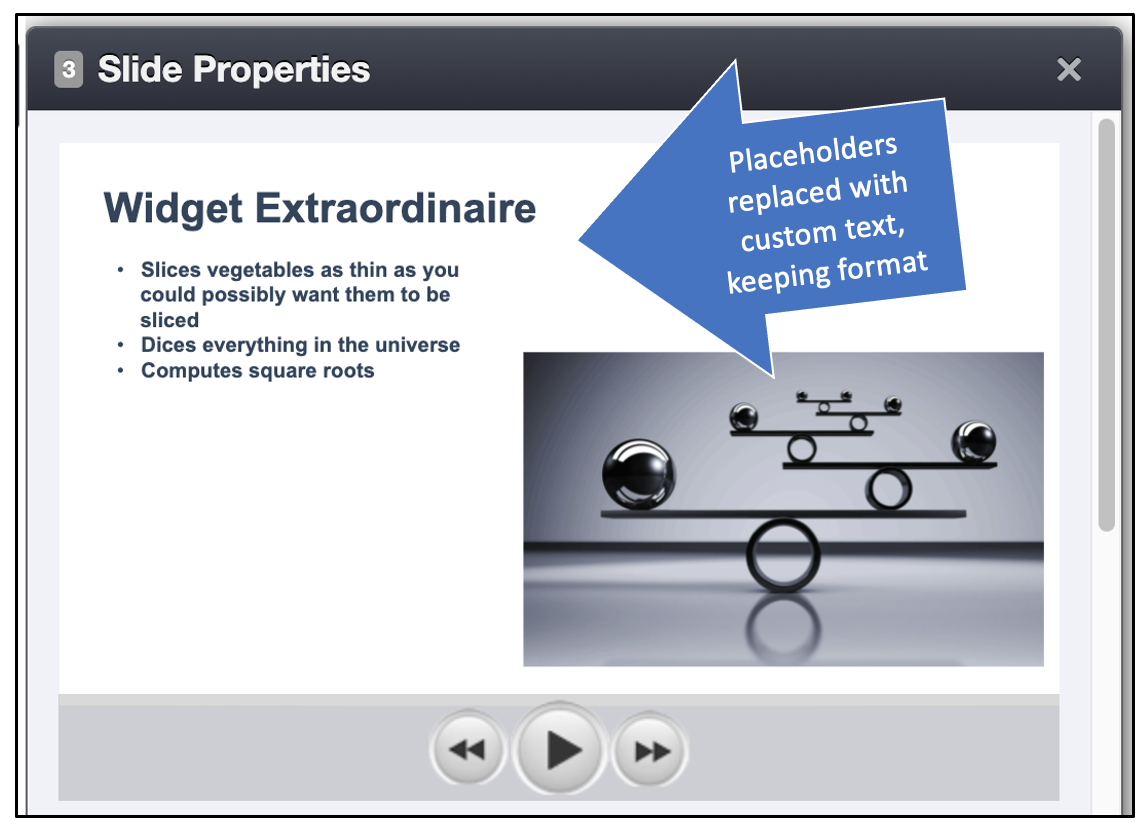 3 Slide Properties
Placeholders
replaced with
custom text,
keeping format
Widget Extraordinaire
• Slices vegetables as thin as you
could possibly want them to be
sliced
• Dices everything in the universe
• Computes square roots